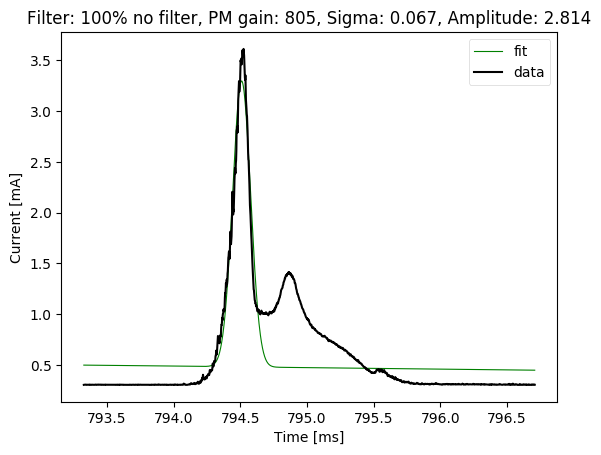 Filter: 100% no filter, PM gain: 805, Sigma: 0.067, Amplitude: 2.814
fit
data
3.5
3.0
2.5
2.0
1.5
1.0
0.5
Current [mA]
793.5 794.0 794.5 795.0 795.5 796.0 796.5
Time [ms]